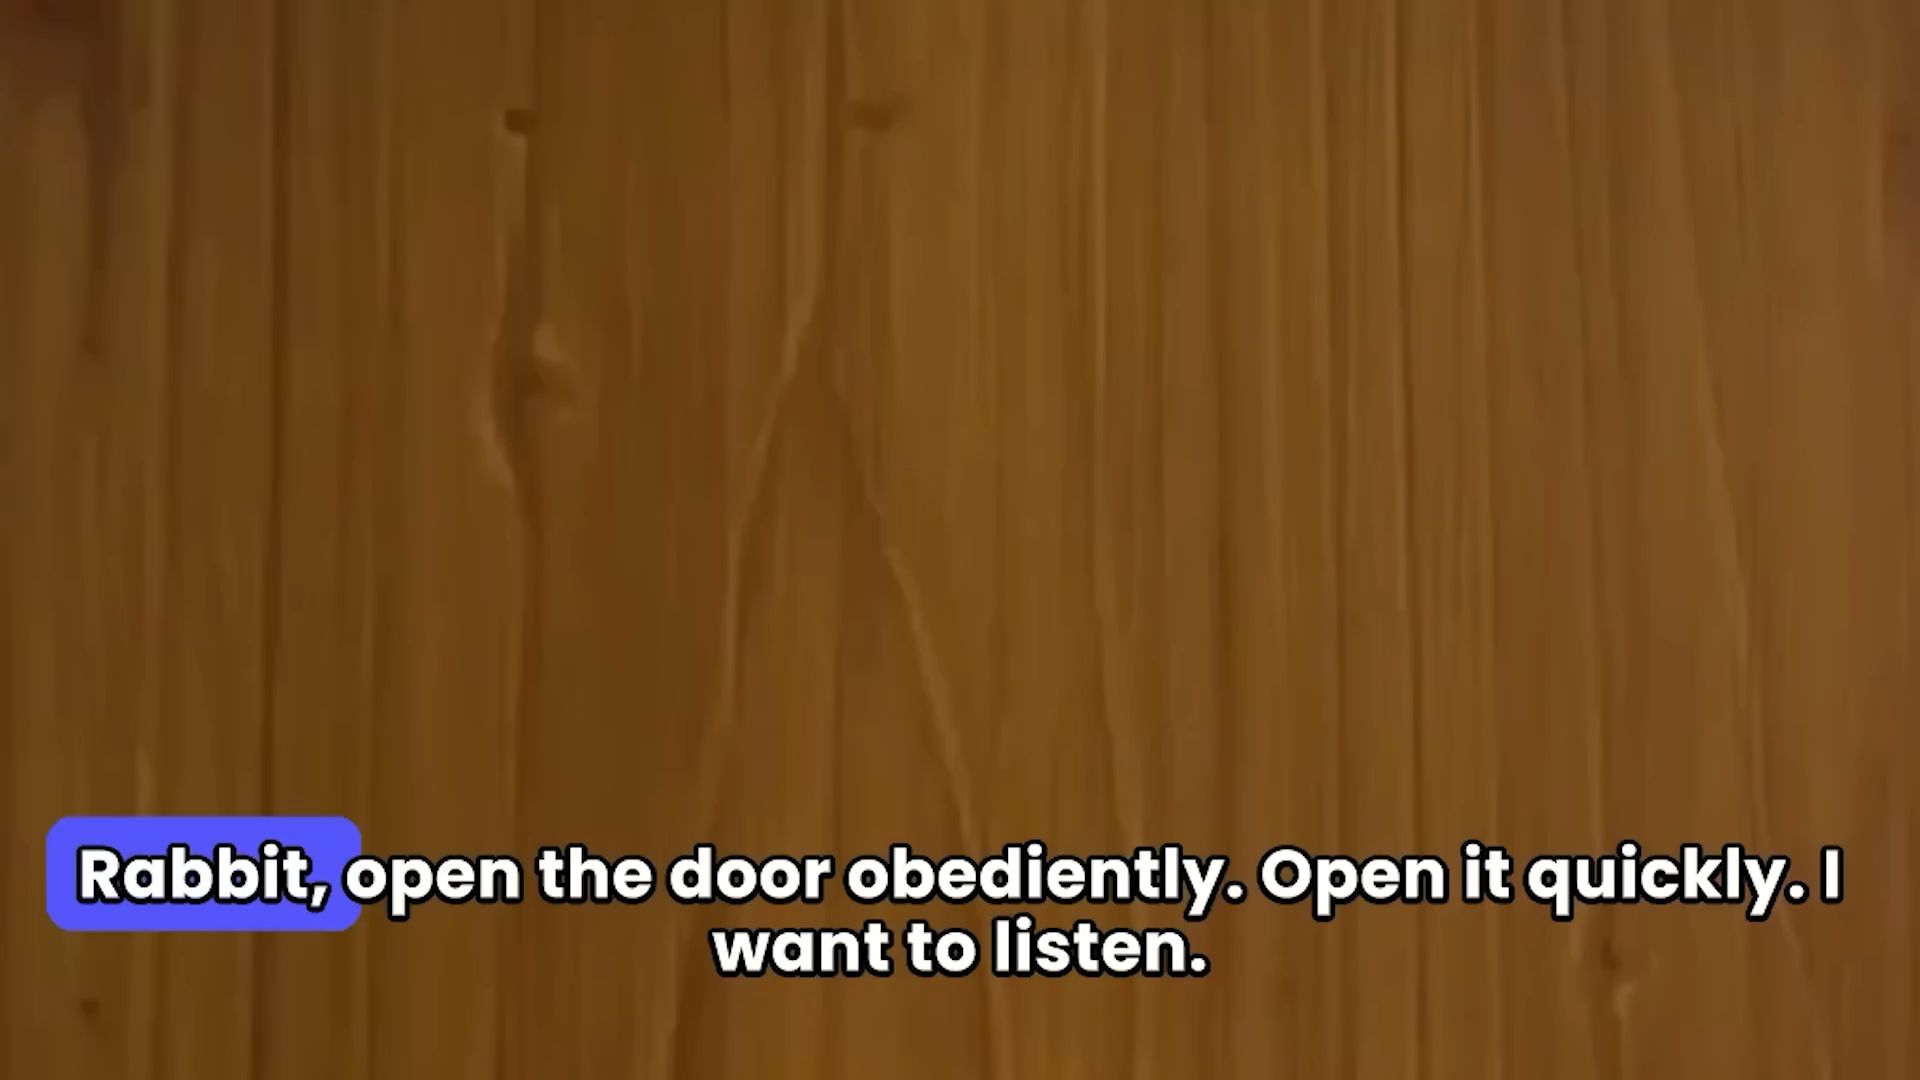 Rabbit, open the door obediently. Open it quickly. I
want to listen.